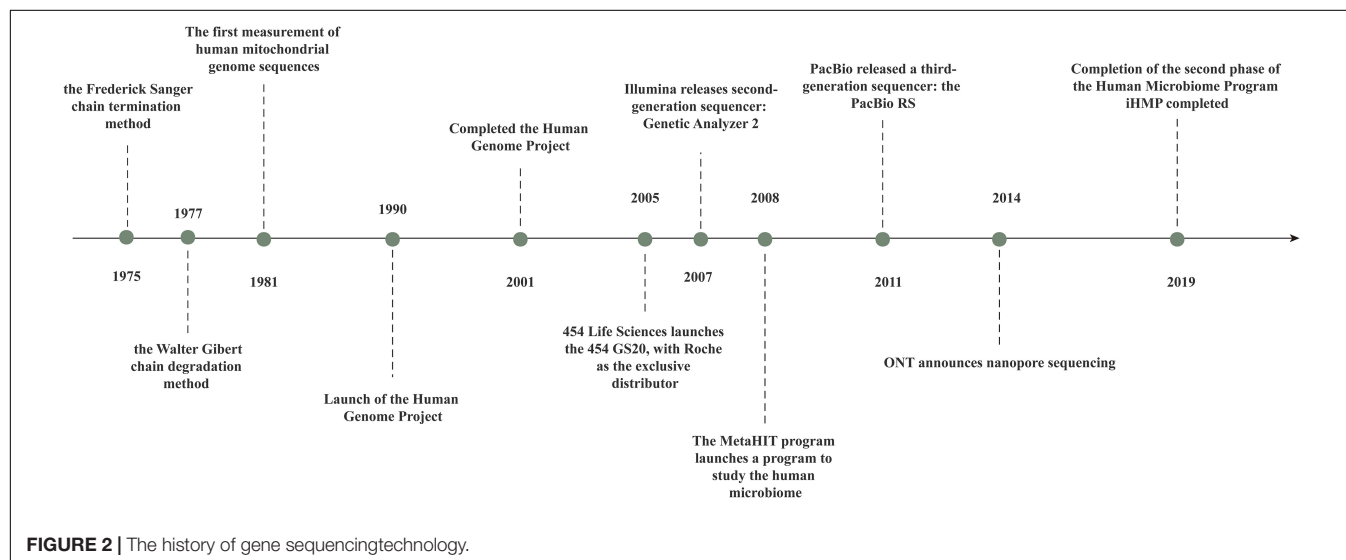 The first measurement of
human mitochondrial
genome sequences
the Frederick Sanger
chain termination
method
Illumina releases second-
generation sequencer:
Genetic Analyzer 2
PacBio released a third-
generation sequencer: the
PacBio RS
Completion of the second phase of
the Human Microbiome Program
iHMP completed
Completed the Human
Genome Project
1977
1990
2005
2008
2014
1975
1981
2001
2007
2011
2019
the Walter Gibert
chain degradation
method
Launch of the Human
Genome Project
454 Life Sciences launches
the 454 GS20, with Roche
as the exclusive
distributor
The MetaHIT program
launches a program to
study the human
microbiome
ONT announces nanopore sequencing
FIGURE 2 | The history of gene sequencingtechnology.